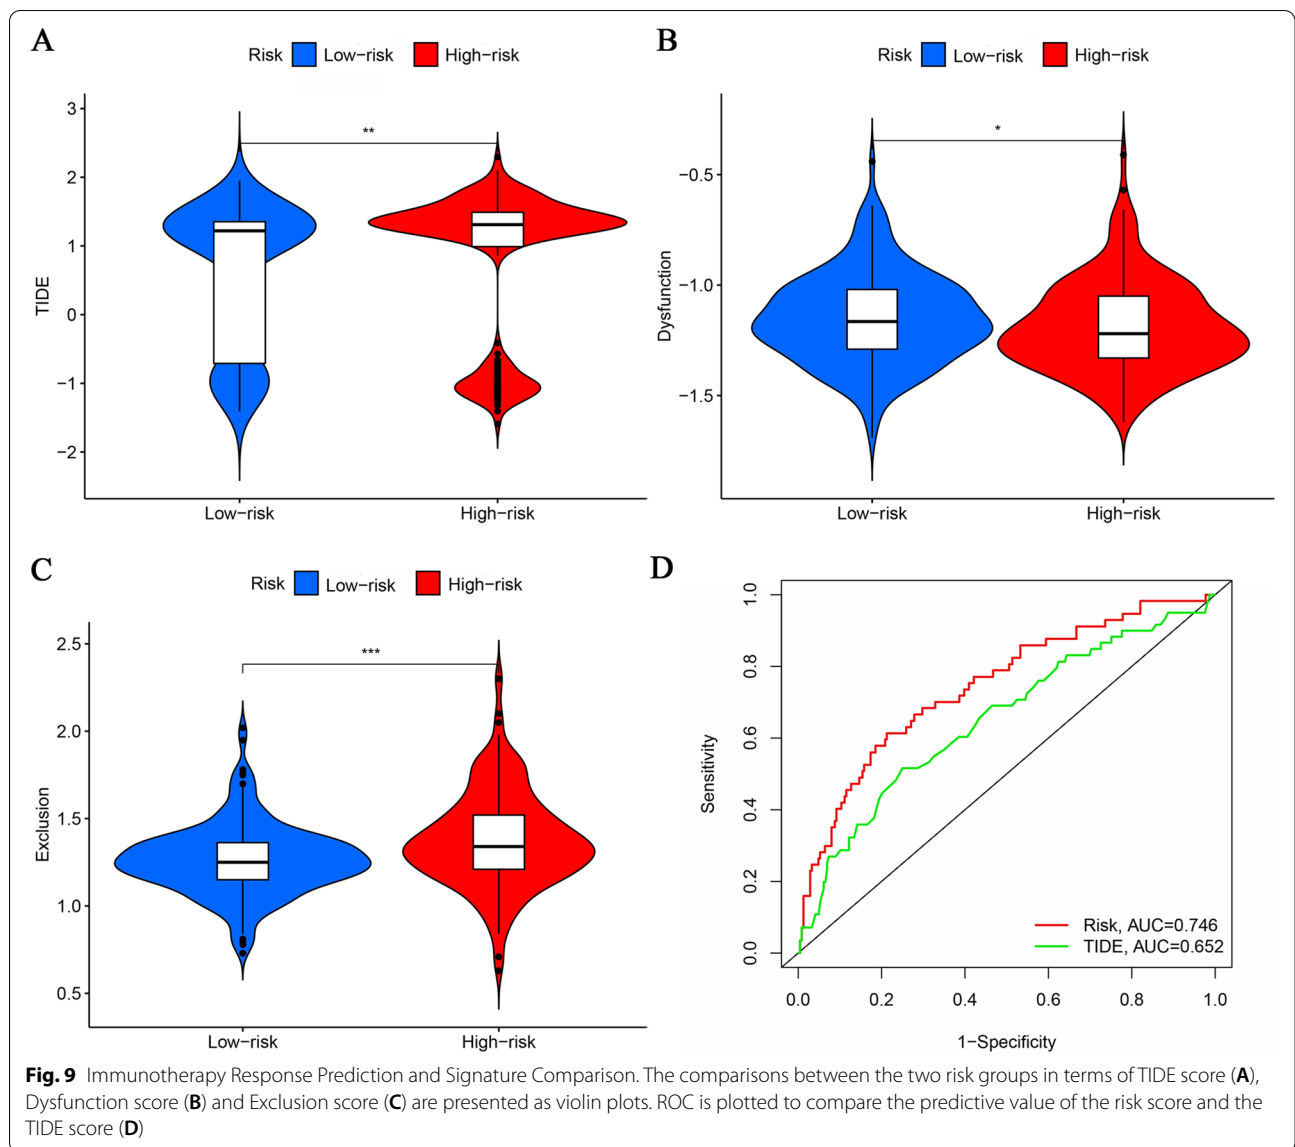 A
Risk Low−risk High−risk
TIDE
3
2
1
0
−1
−2
**
Low−risk High−risk
B
Risk Low−risk High−risk
Dysfunction
−0.5
−1.0
−1.5
*
Low−risk High−risk
C
Risk Low−risk High−risk
Exclusion
2.5
2.0
1.5
1.0
0.5
***
Low−risk High−risk
D
Sensitivity
1.0
0.8
0.6
0.4
0.2
0.0
Risk, AUC=0.746
TIDE, AUC=0.652
0.0 0.2 0.4 0.6 0.8 1.0
1−Specificity
Fig. 9 Immunotherapy Response Prediction and Signature Comparison. The comparisons between the two risk groups in terms of TIDE score (A),
Dysfunction score (B) and Exclusion score (C) are presented as violin plots. ROC is plotted to compare the predictive value of the risk score and the
TIDE score (D)